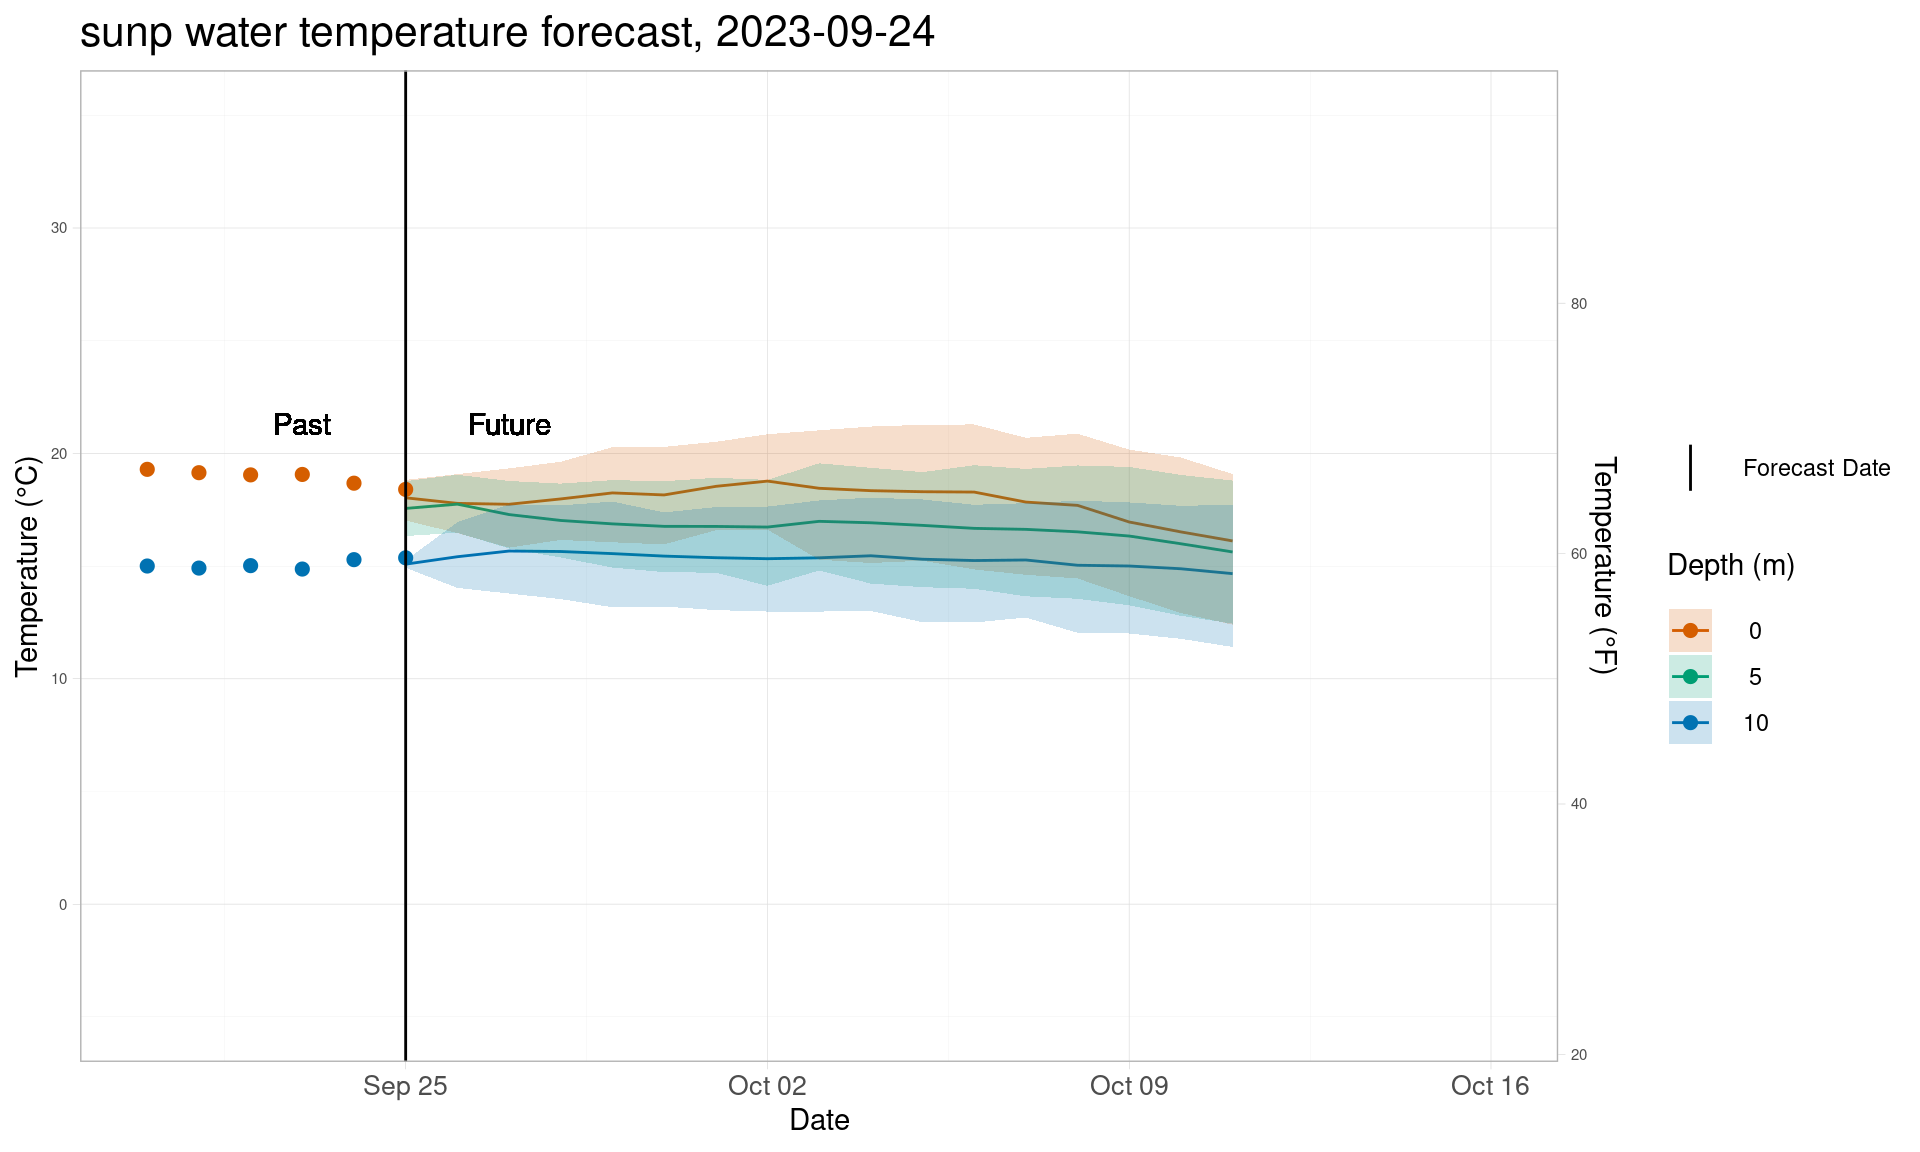 sunp water temperature forecast, 2023-09-24
Past
Future
Temperature (°C)
30
20
10
0
Temperature (°F)
80
60
40
20
Sep 25
Oct 02
Oct 09
Oct 16
Date
Forecast Date
Depth (m)
0
5
10